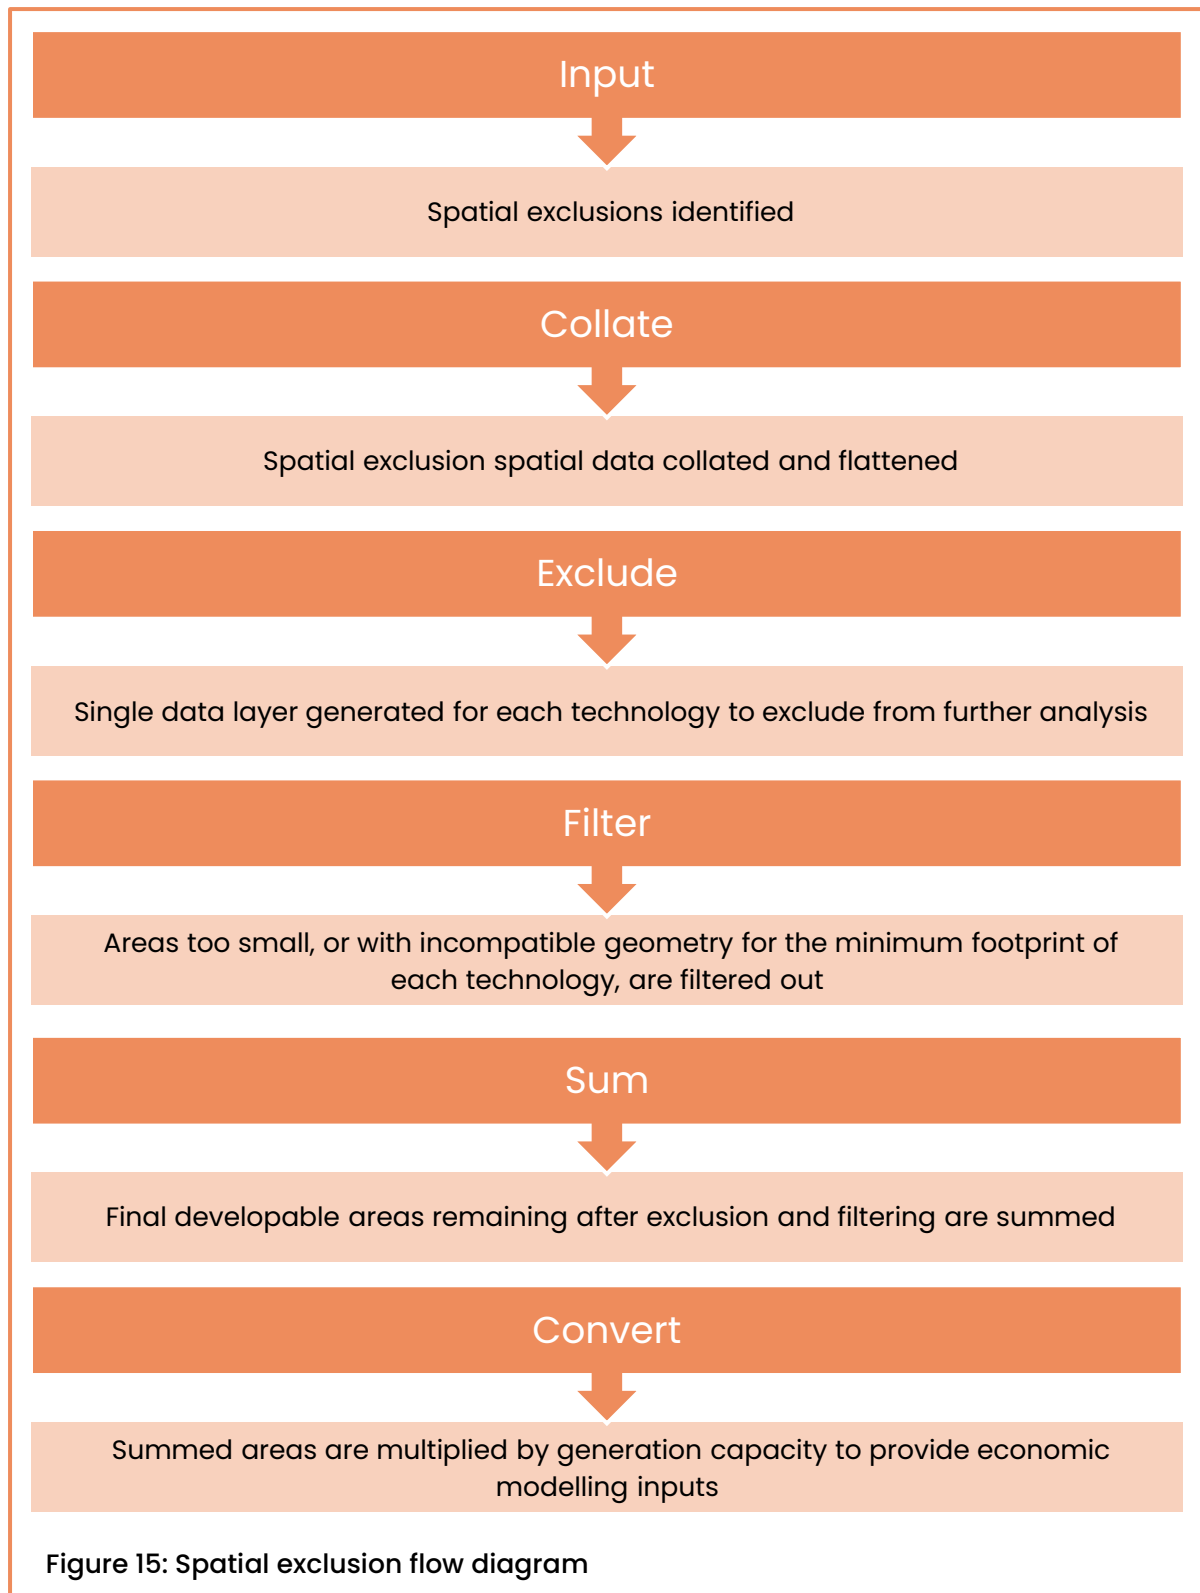 Input
Spatial exclusions identified
Collate
Spatial exclusion spatial data collated and flattened
Exclude
Single data layer generated for each technology to exclude from further analysis
Filter
Areas too small, or with incompatible geometry for the minimum footprint of
each technology, are filtered out
Sum
Final developable areas remaining after exclusion and filtering are summed
Convert
Summed areas are multiplied by generation capacity to provide economic
modelling inputs
Figure 15: Spatial exclusion flow diagram